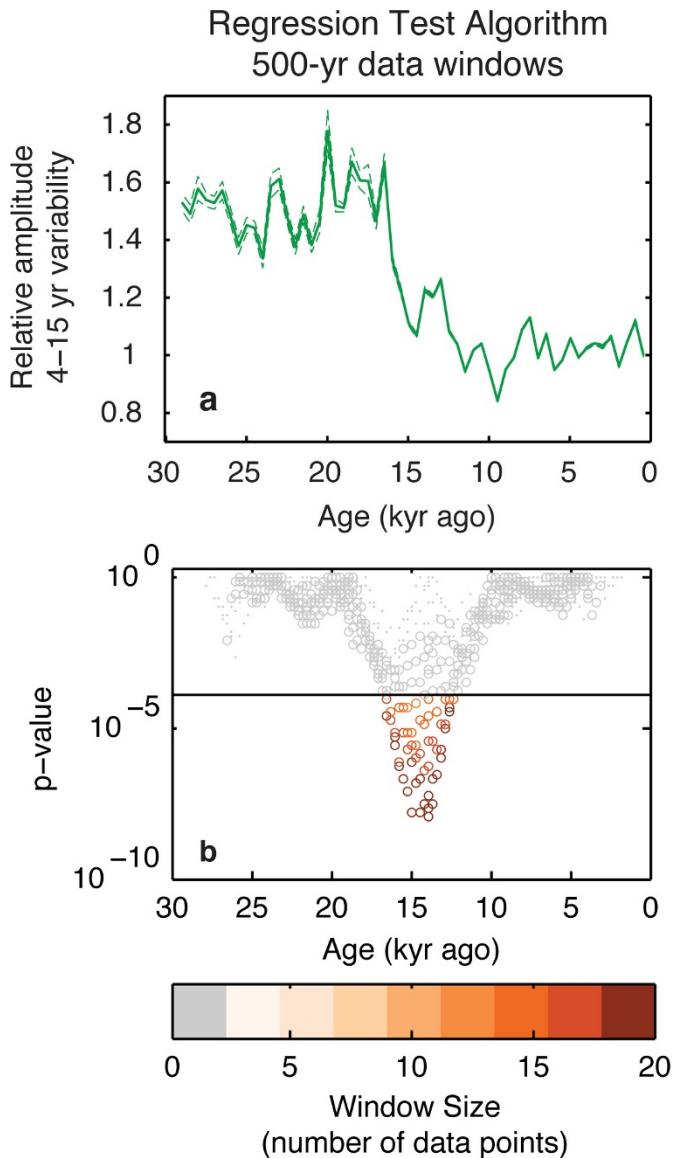 Regression Test Algorithm
500-yr data windows
Relative amplitude
4–15 yr variability
1.8
1.6
1.4
1.2
1
0.8
a
30 25 20 15 10 5 0
Age (kyr ago)
p-value
10^0
10^−5
10^−10
b
30 25 20 15 10 5 0
Age (kyr ago)
0 5 10 15 20
Window Size
(number of data points)